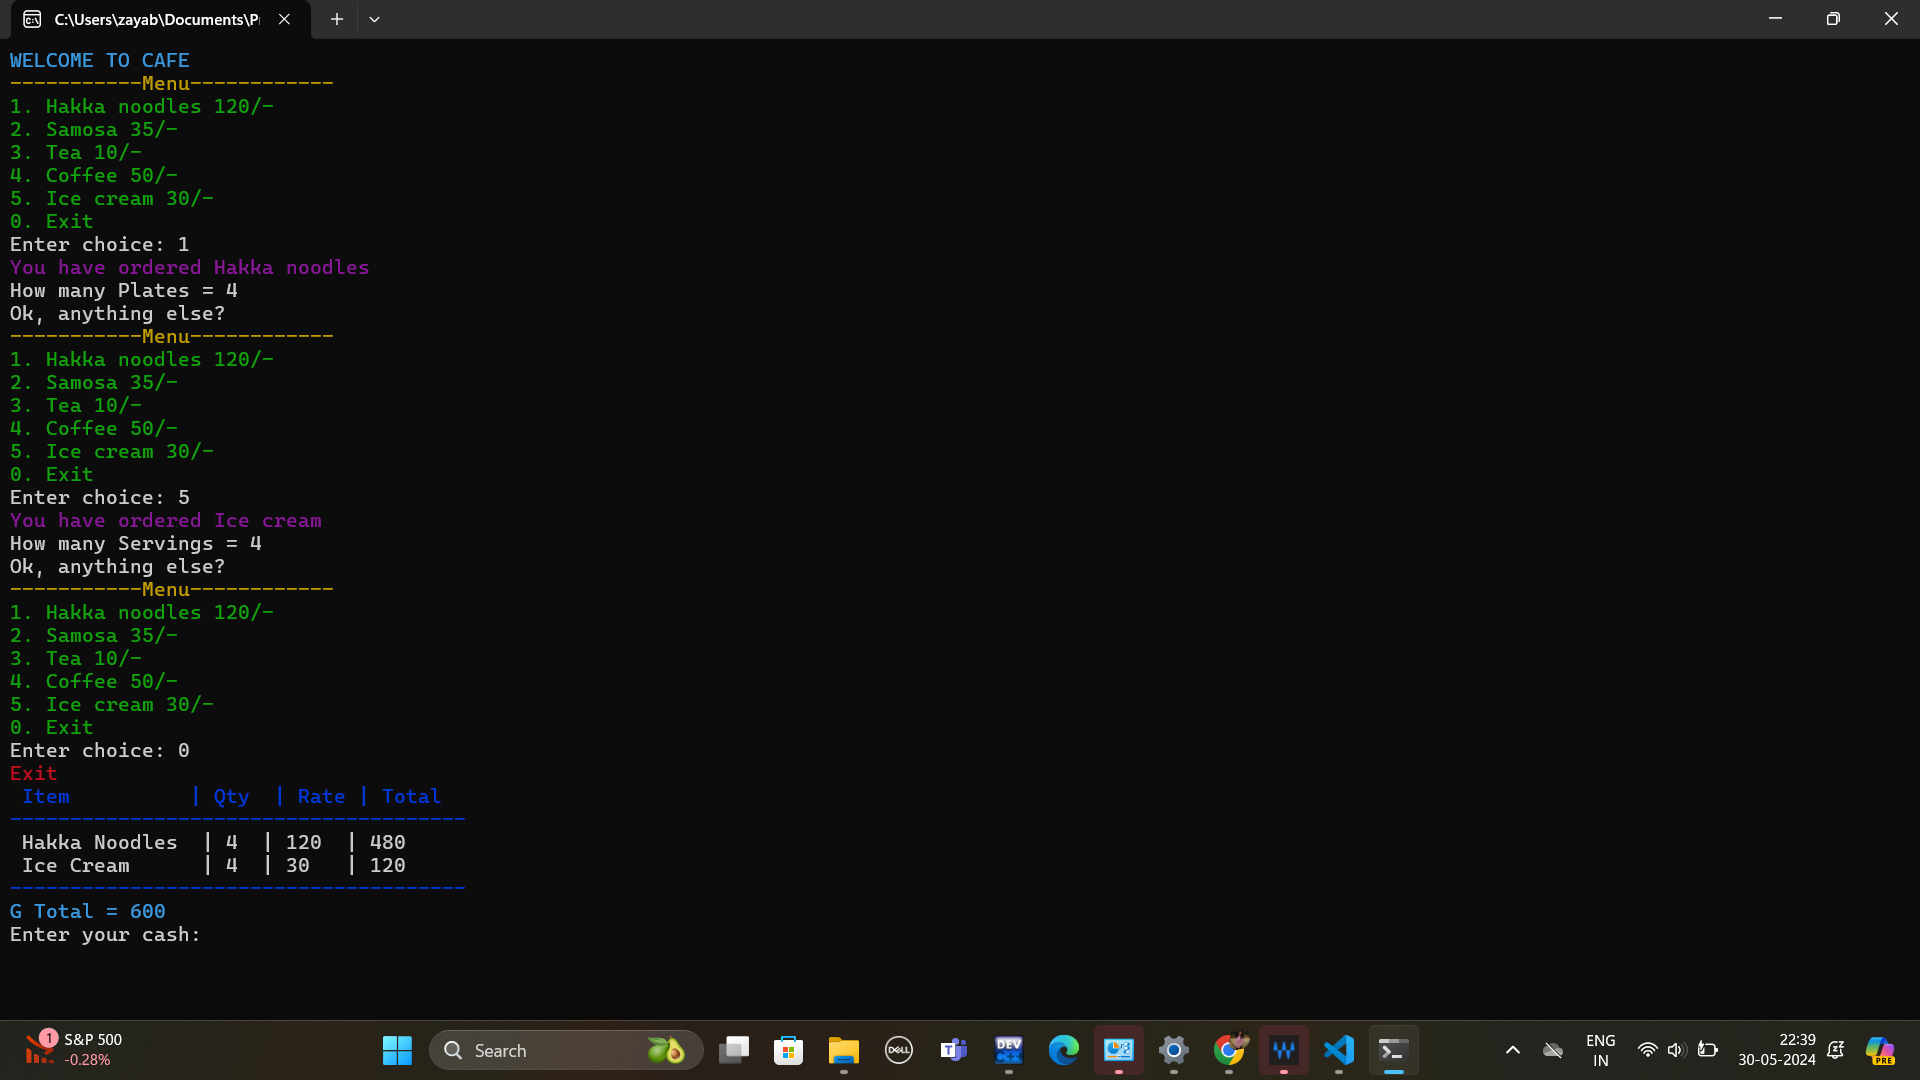 C:\Users\zayab\Documents\P
WELCOME TO CAFE
-----------Menu------------
1. Hakka noodles 120/-
2. Samosa 35/-
3. Tea 10/-
4. Coffee 50/-
5. Ice cream 30/-
0. Exit
Enter choice: 1
You have ordered Hakka noodles
How many Plates = 4
Ok, anything else?
-----------Menu------------
1. Hakka noodles 120/-
2. Samosa 35/-
3. Tea 10/-
4. Coffee 50/-
5. Ice cream 30/-
0. Exit
Enter choice: 5
You have ordered Ice cream
How many Servings = 4
Ok, anything else?
-----------Menu------------
1. Hakka noodles 120/-
2. Samosa 35/-
3. Tea 10/-
4. Coffee 50/-
5. Ice cream 30/-
0. Exit
Enter choice: 0
Exit
Item | Qty | Rate | Total
--------------------------------------
Hakka Noodles | 4 | 120 | 480
Ice Cream | 4 | 30 | 120
--------------------------------------
G Total = 600
Enter your cash:
1
S&P 500
-0.28%
Search
DELL
T
DEV
C++
ENG
IN
22:39
30-05-2024
PRE